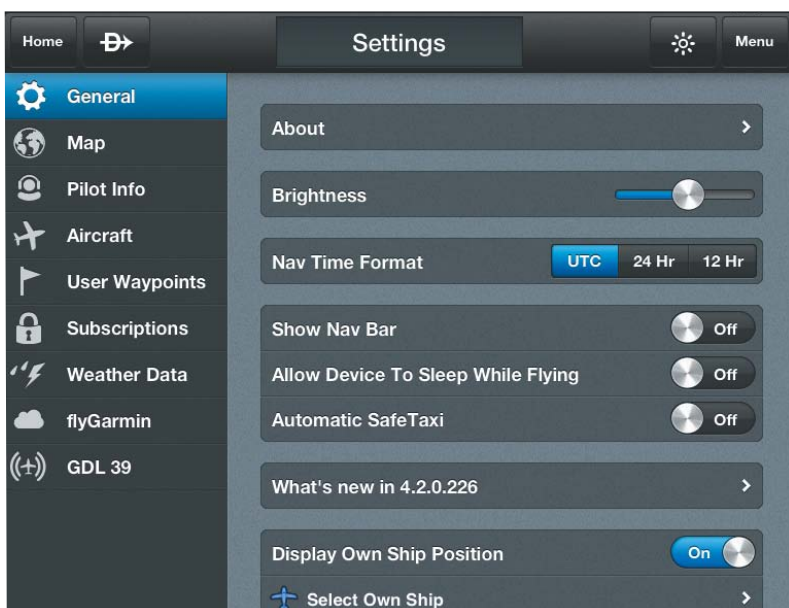 Home
Settings
Menu
General
Map
Pilot Info
Aircraft
User Waypoints
Subscriptions
Weather Data
flyGarmin
GDL 39
About
Brightness
Nav Time Format UTC 24 Hr 12 Hr
Show Nav Bar Off
Allow Device To Sleep While Flying Off
Automatic SafeTaxi Off
What's new in 4.2.0.226
Display Own Ship Position On
Select Own Ship